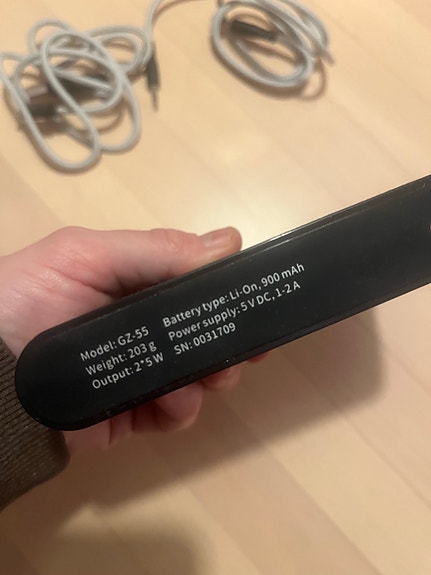 Model: GZ-55
Weight: 203 g
Output: 2*5 W
Battery type: Li-On, 900 mAh
Power supply: 5 V DC, 1-2 A
SN: 0031709